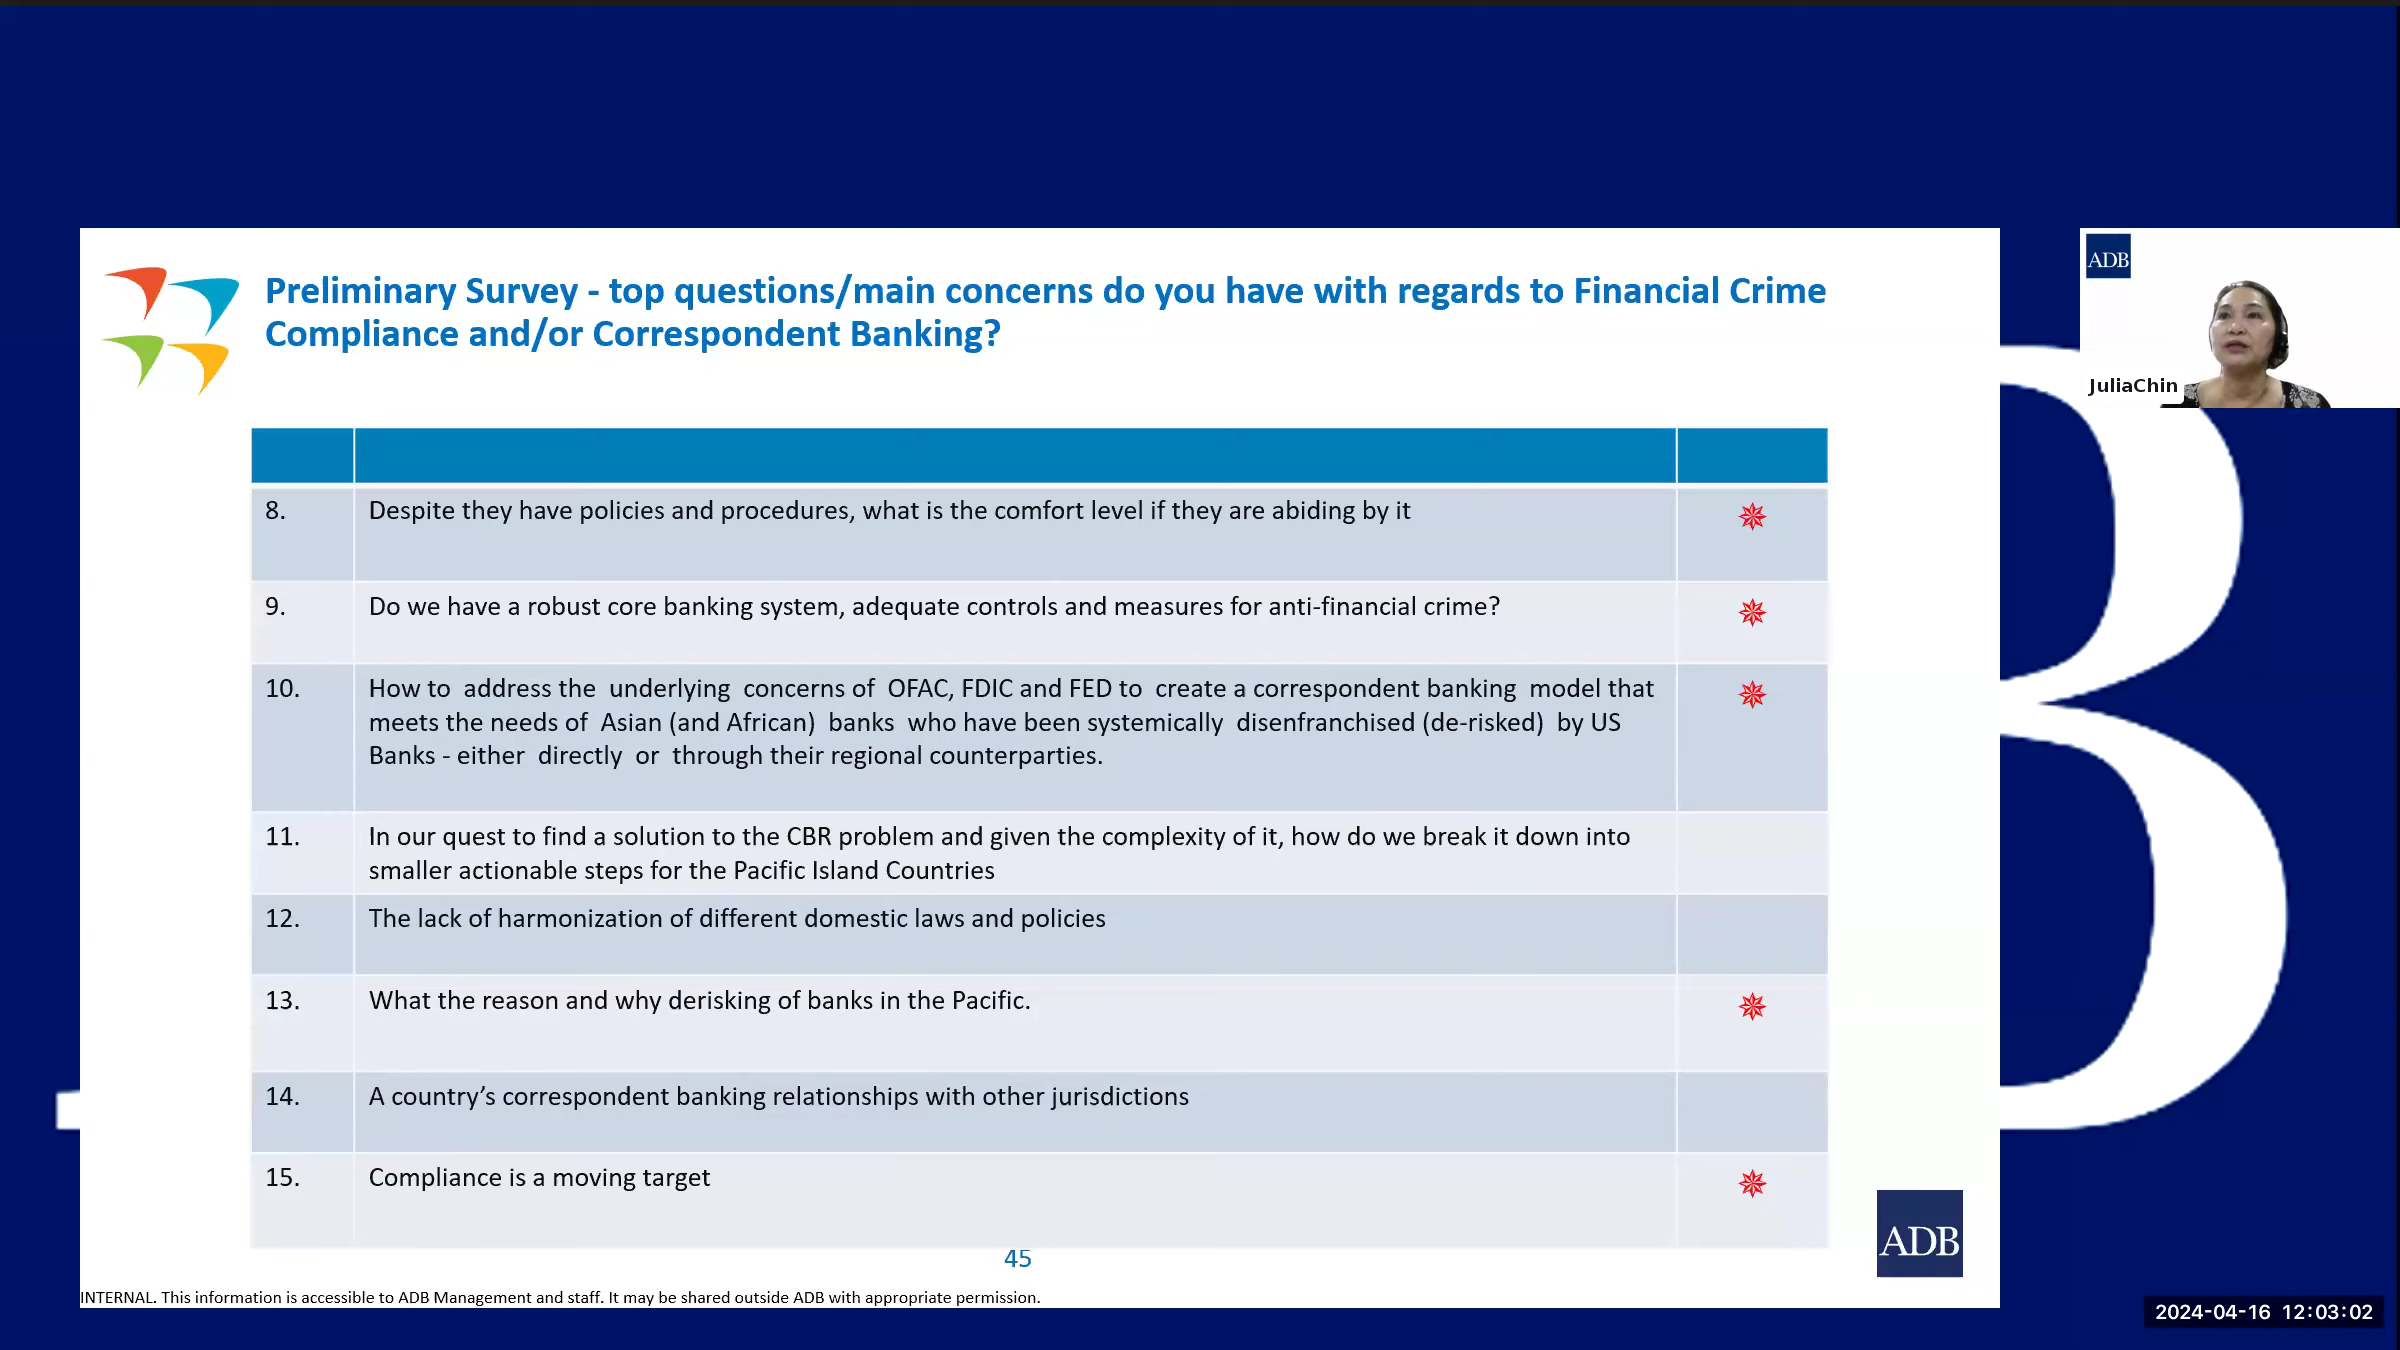 Preliminary Survey - top questions/main concerns do you have with regards to Financial Crime
Compliance and/or Correspondent Banking?
8. Despite they have policies and procedures, what is the comfort level if they are abiding by it
9. Do we have a robust core banking system, adequate controls and measures for anti-financial crime?
10. How to address the underlying concerns of OFAC, FDIC and FED to create a correspondent banking model that
meets the needs of Asian (and African) banks who have been systemically disenfranchised (de-risked) by US
Banks - either directly or through their regional counterparties.
11. In our quest to find a solution to the CBR problem and given the complexity of it, how do we break it down into
smaller actionable steps for the Pacific Island Countries
12. The lack of harmonization of different domestic laws and policies
13. What the reason and why derisking of banks in the Pacific.
14. A country’s correspondent banking relationships with other jurisdictions
15. Compliance is a moving target
45
ADB
INTERNAL. This information is accessible to ADB Management and staff. It may be shared outside ADB with appropriate permission.
ADB
JuliaChin
B
2024-04-16 12:03:02